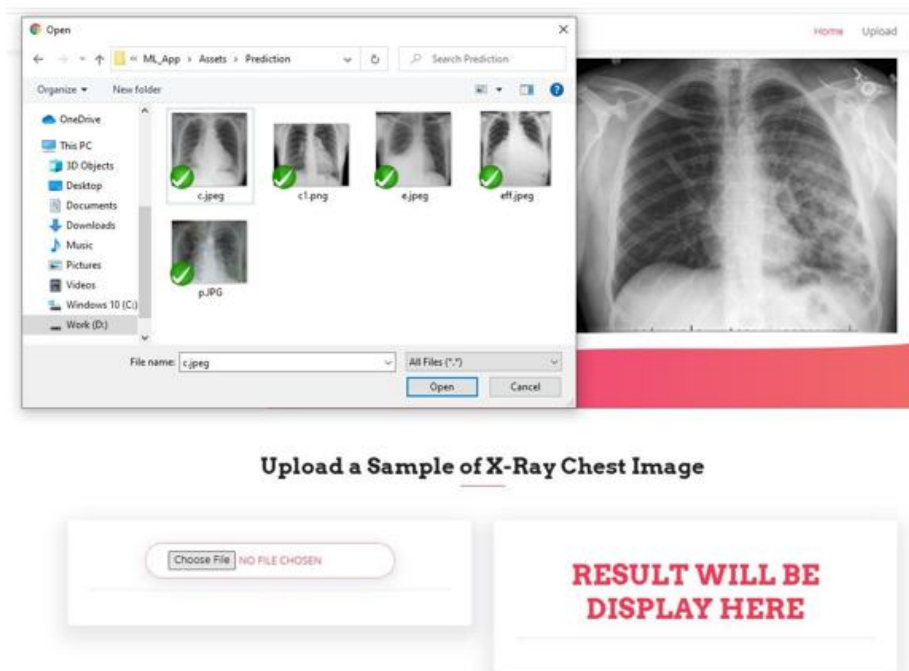 Open
Home Upload
« ML_App › Assets › Prediction
Search Prediction
Organize
New folder
OneDrive
This PC
3D Objects
Desktop
Documents
Downloads
Music
Pictures
Videos
Windows 10 (C:)
Work (D:)
c.jpeg
c1.png
e.jpeg
eff.jpeg
p.JPG
File name: c.jpeg
All Files (*.*)
Open
Cancel
Upload a Sample of X-Ray Chest Image
Choose File NO FILE CHOSEN
RESULT WILL BE
DISPLAY HERE